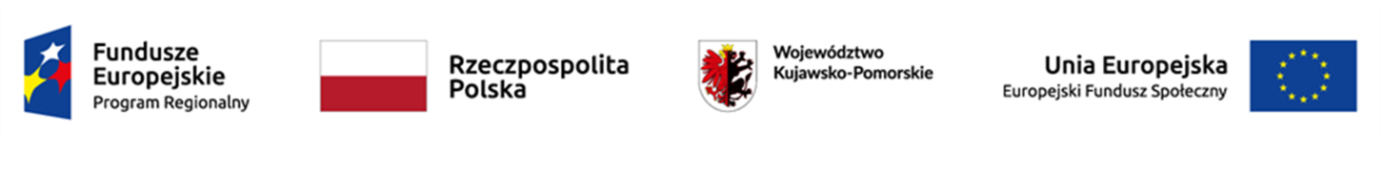 Fundusze
Europejskie
Program Regionalny
Rzeczpospolita
Polska
Województwo
Kujawsko-Pomorskie
Unia Europejska
Europejski Fundusz Społeczny